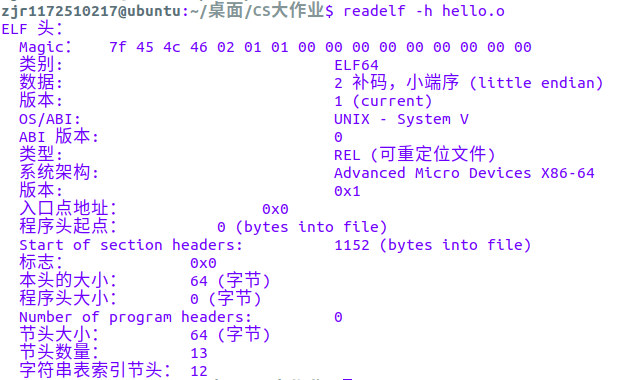 zjr1172510217@ubuntu:~/桌面/CS大作业$ readelf -h hello.o
ELF 头：
  Magic：   7f 45 4c 46 02 01 01 00 00 00 00 00 00 00 00 00
  类别:                              ELF64
  数据:                              2 补码，小端序 (little endian)
  版本:                              1 (current)
  OS/ABI:                            UNIX - System V
  ABI 版本:                          0
  类型:                              REL (可重定位文件)
  系统架构:                          Advanced Micro Devices X86-64
  版本:                              0x1
  入口点地址：               0x0
  程序头起点：          0 (bytes into file)
  Start of section headers:          1152 (bytes into file)
  标志：             0x0
  本头的大小：       64 (字节)
  程序头大小：       0 (字节)
  Number of program headers:         0
  节头大小：         64 (字节)
  节头数量：         13
  字符串表索引节头： 12